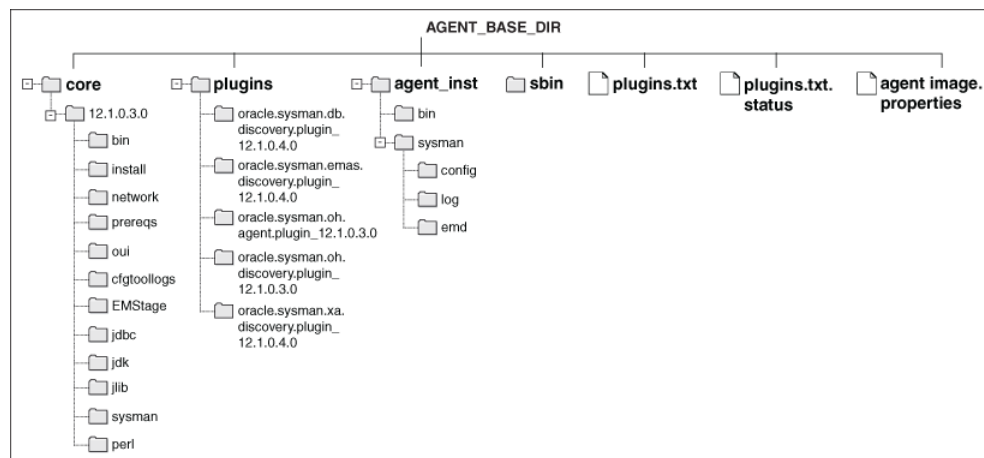 AGENT_BASE_DIR
core
plugins
agent_inst
sbin
plugins.txt
plugins.txt.
status
agent image.
properties
12.1.0.3.0
bin
install
network
prereqs
oui
cfgtoollogs
EMStage
jdbc
jdk
jlib
sysman
perl
oracle.sysman.db.
discovery.plugin_
12.1.0.4.0
oracle.sysman.emas.
discovery.plugin_
12.1.0.4.0
oracle.sysman.oh.
agent.plugin_12.1.0.3.0
oracle.sysman.oh.
discovery.plugin_
12.1.0.3.0
oracle.sysman.xa.
discovery.plugin_
12.1.0.4.0
bin
sysman
config
log
emd